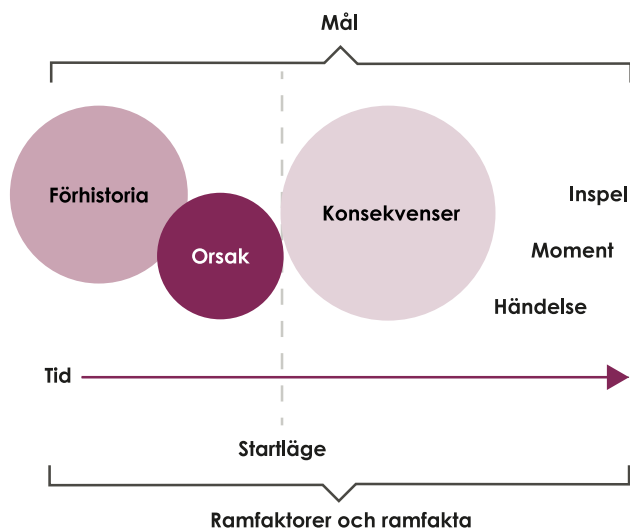 Mål
Förhistoria
Orsak
Konsekvenser
Inspel
Moment
Händelse
Tid
Startläge
Ramfaktorer och ramfakta